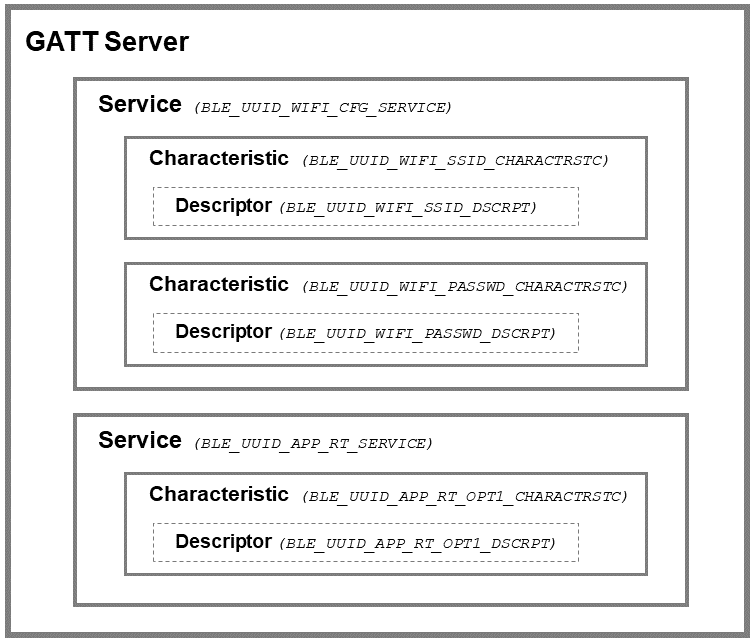 GATT Server
Service (BLE_UUID_WIFI_CFG_SERVICE)
Characteristic (BLE_UUID_WIFI_SSID_CHARACTRSTC)
Descriptor (BLE_UUID_WIFI_SSID_DSCRPT)
Characteristic (BLE_UUID_WIFI_PASSWD_CHARACTRSTC)
Descriptor (BLE_UUID_WIFI_PASSWD_DSCRPT)
Service (BLE_UUID_APP_RT_SERVICE)
Characteristic (BLE_UUID_APP_RT_OPT1_CHARACTRSTC)
Descriptor (BLE_UUID_APP_RT_OPT1_DSCRPT)